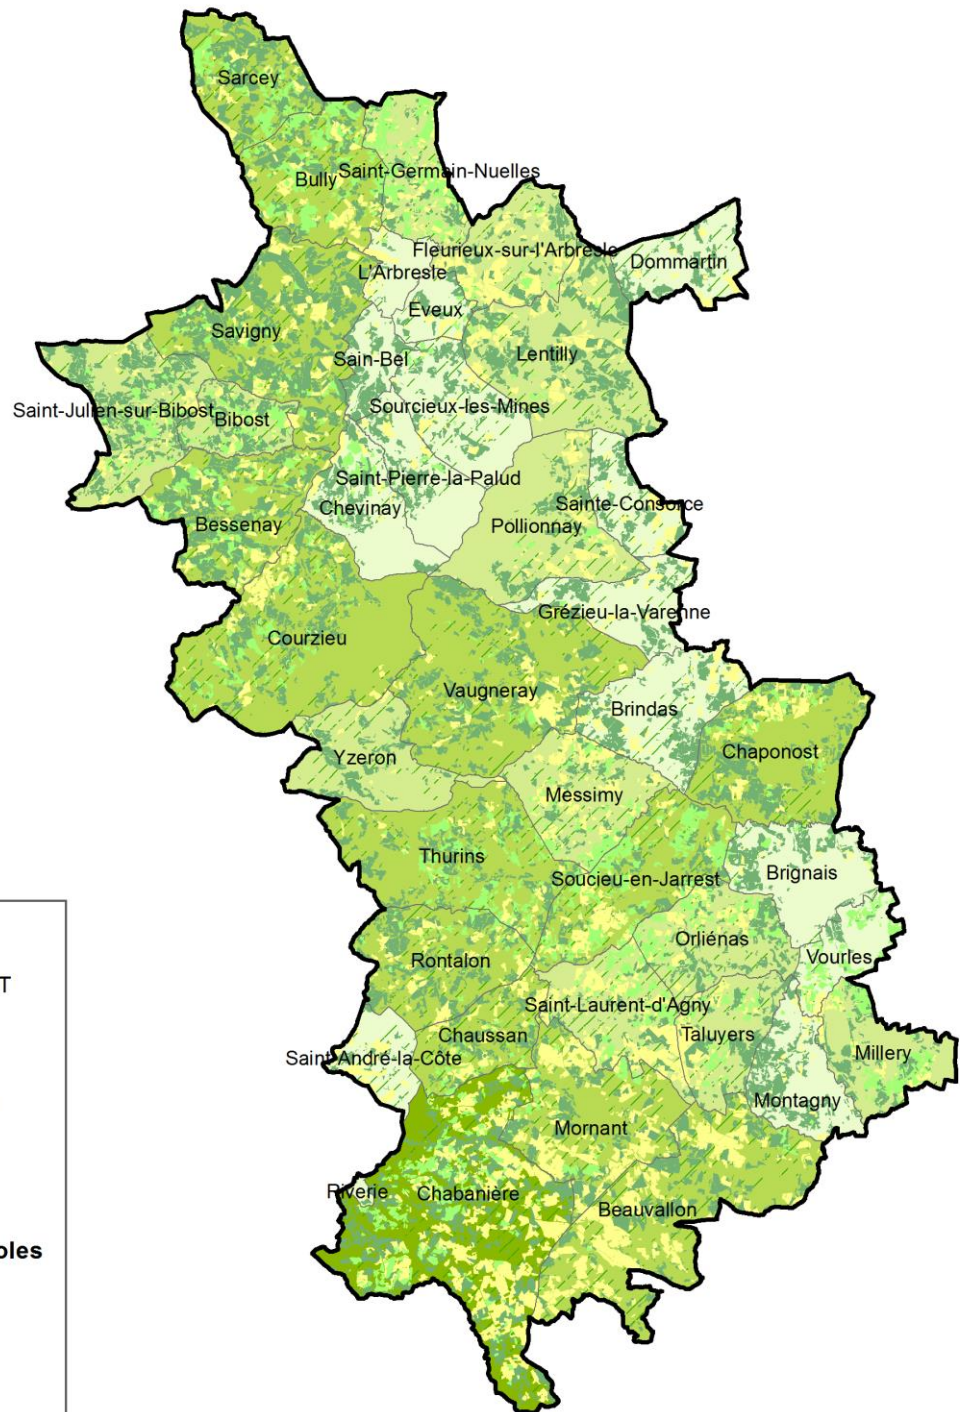 Sarcey
Bully
Saint-Germain-Nuelles
Fleurieux-sur-l'Arbresle
Dommartin
L'Arbresle
Eveux
Savigny
Sain-Bel
Lentilly
Saint-Julien-sur-Bibost
Bibost
Sourcieux-les-Mines
Saint-Pierre-la-Palud
Chevinay
Sainte-Consorce
Bessenay
Pollionnay
Courzieu
Grézieu-la-Varenne
Vaugneray
Brindas
Chaponost
Yzeron
Messimy
Thurins
Soucieu-en-Jarrest
Brignais
Orliénas
Rontalon
Vourles
Saint-Laurent-d'Agny
Chaussan
Taluyers
Millery
Saint-André-la-Côte
Montagny
Mornant
Riverie
Chabanière
Beauvallon
T
oles